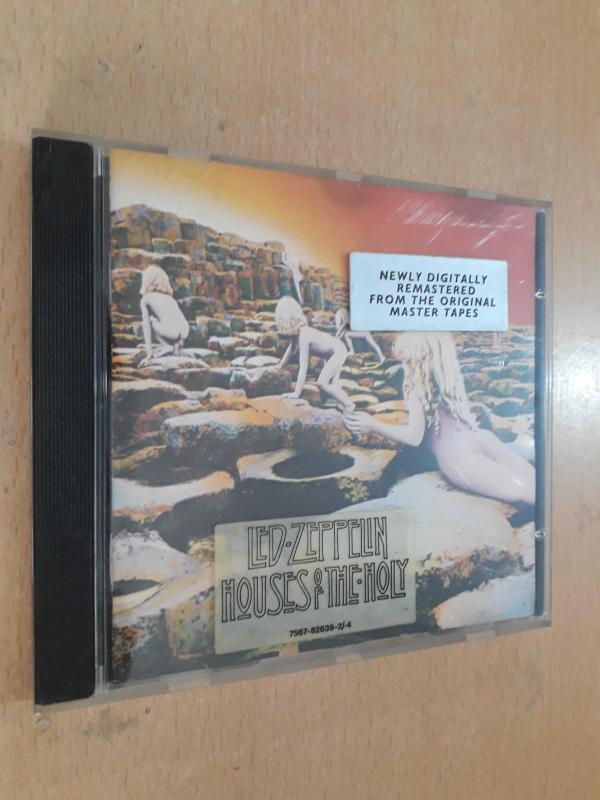 NEWLY DIGITALLY
REMASTERED
FROM THE ORIGINAL
MASTER TAPES
LED·ZEPPELIN
HOUSES OF·THE·HOLY
7567-82639-2/-4